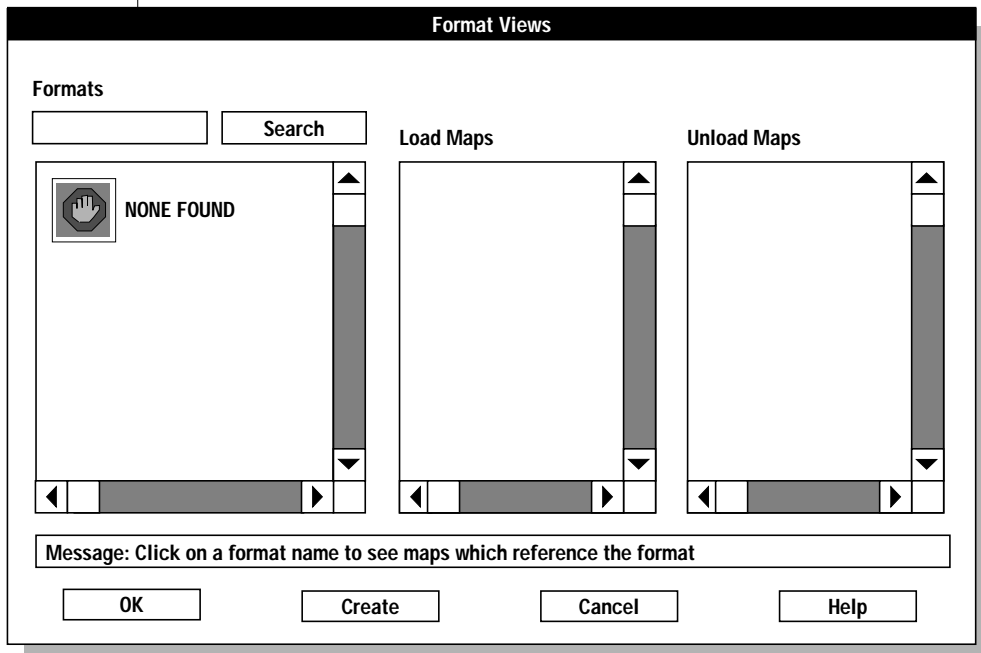 Format Views
Formats
Search
Load Maps
Unload Maps
NONE FOUND
Message: Click on a format name to see maps which reference the format
OK
Create
Cancel
Help